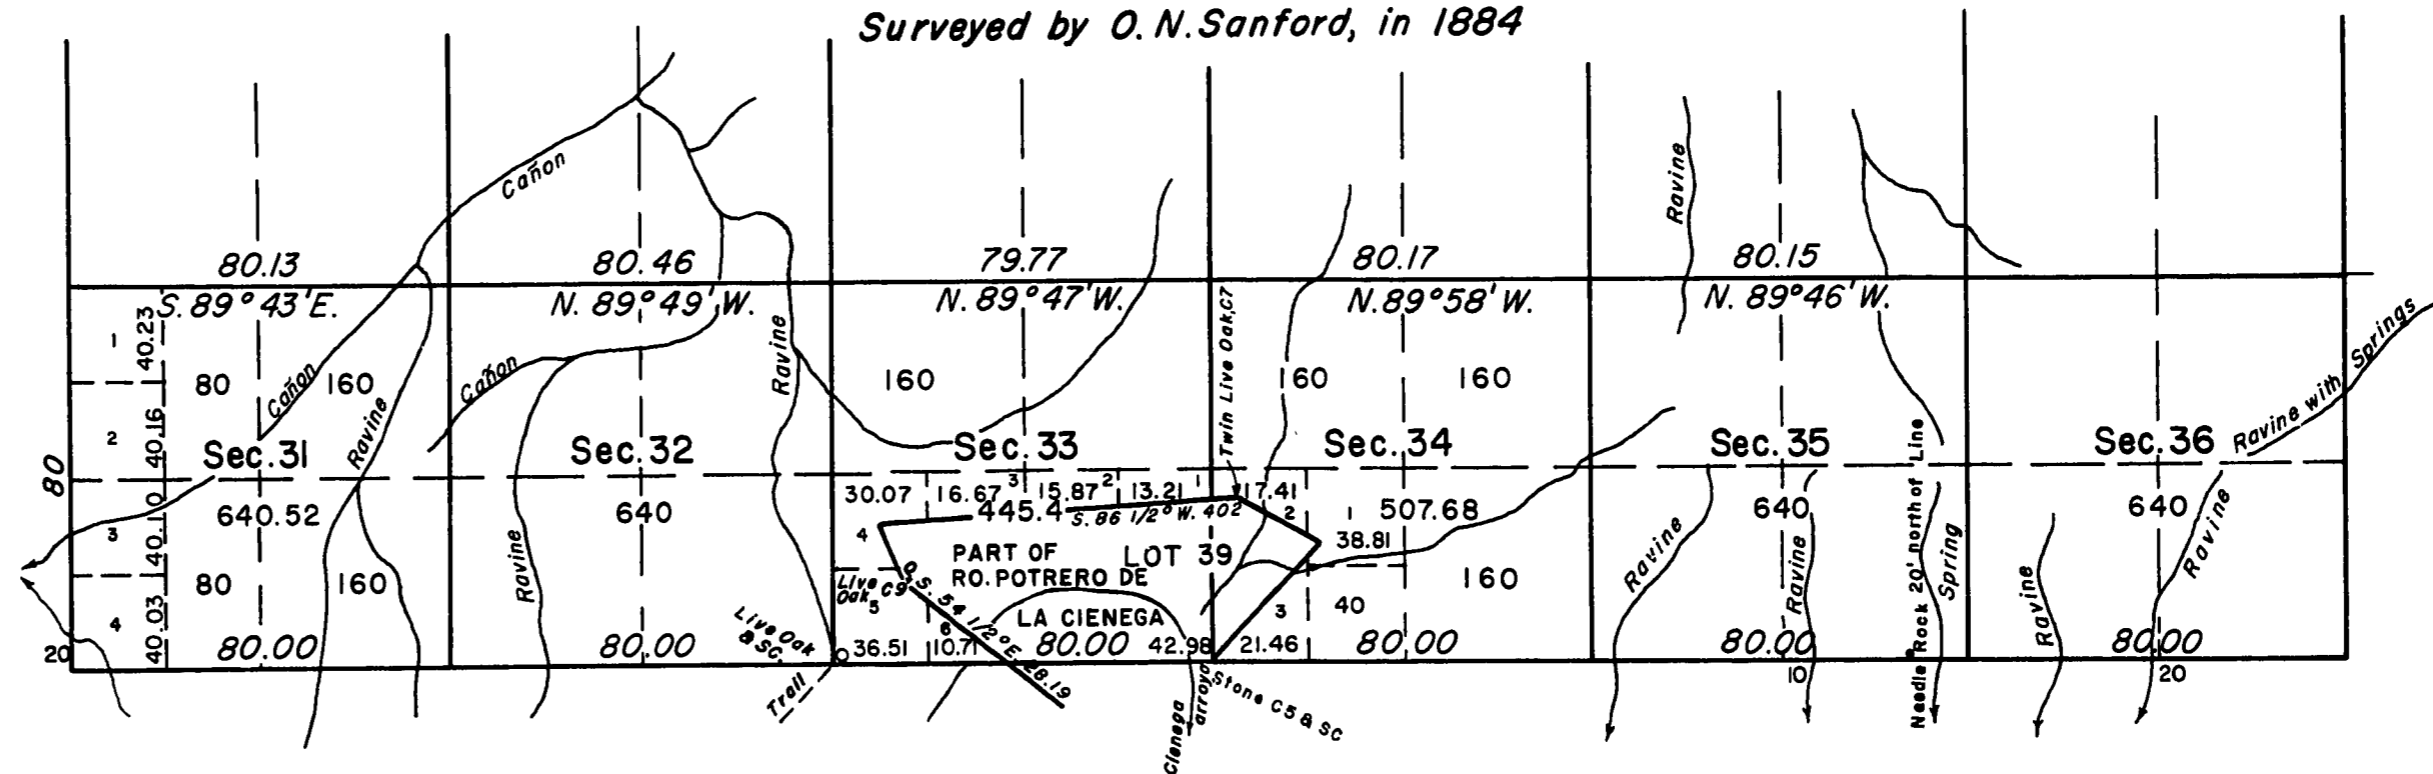 Surveyed by O.N. Sanford, in 1884
Cañon
Ravine
80.13
80.46
79.77
80.17
80.15
S. 89°43'E.
N. 89°49'W.
N. 89°47'W.
N. 89°58'W.
N. 89°46'W.
1
40.23
80
Cañon
160
Cañon
Ravine
160
Twin Live Oak, C7
160
160
Ravine with Springs
2
40.16
Ravine
80
Sec. 31
Sec. 32
Sec. 33
Sec. 34
Sec. 35
Sec. 36
30.07
16.67
3
15.87
2
13.21
1
17.41
3
40.10
640.52
640
445.4
S. 86 1/2° W. 402
2
1
507.68
640
640
4
38.81
PART OF
LOT 39
RO. POTRERO DE
LA CIENEGA
Live
Oak, C9
5
S. 54 1/2° E. 28.19
80
160
Ravine
160
3
40
Ravine
Ravine
Needle Rock 20' north of Line
Spring
Ravine
Ravine
4
40.03
20
80.00
80.00
Live Oak
& SC.
36.51
6
10.71
80.00
42.98
21.46
80.00
80.00
80.00
10
20
Trail
Cienega
arroyo
Stone C5 & SC